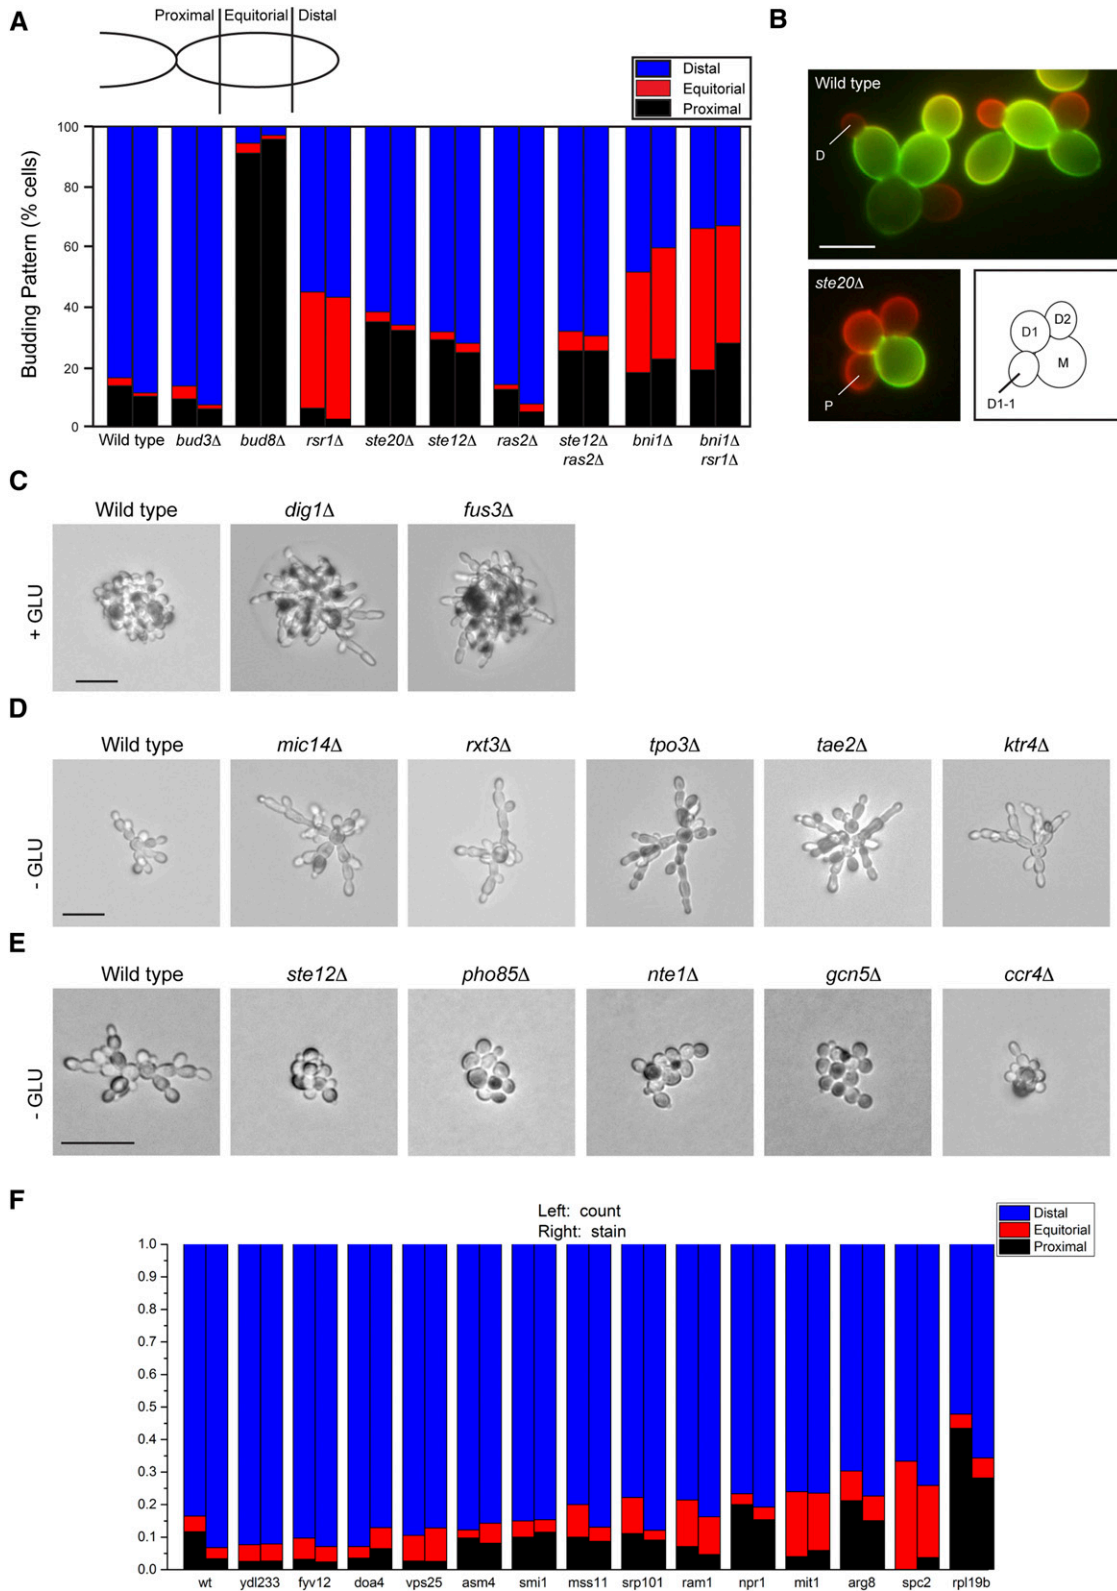 A
Proximal Equitorial Distal
Distal
Equitorial
Proximal
Budding Pattern (% cells)
100
80
60
40
20
0
Wild type bud3Δ bud8Δ rsr1Δ ste20Δ ste12Δ ras2Δ ste12Δ bni1Δ bni1Δ
ras2Δ rsr1Δ
B
Wild type
D
ste20Δ
P
D1
D2
M
D1-1
C
Wild type dig1Δ fus3Δ
+ GLU
D
Wild type mic14Δ rxt3Δ tpo3Δ tae2Δ ktr4Δ
- GLU
E
Wild type ste12Δ pho85Δ nte1Δ gcn5Δ ccr4Δ
- GLU
F
Left: count
Right: stain
Distal
Equitorial
Proximal
1.0
0.9
0.8
0.7
0.6
0.5
0.4
0.3
0.2
0.1
0.0
wt ydl233 fyv12 doa4 vps25 asm4 smi1 mss11 srp101 ram1 npr1 mit1 arg8 spc2 rpl19b